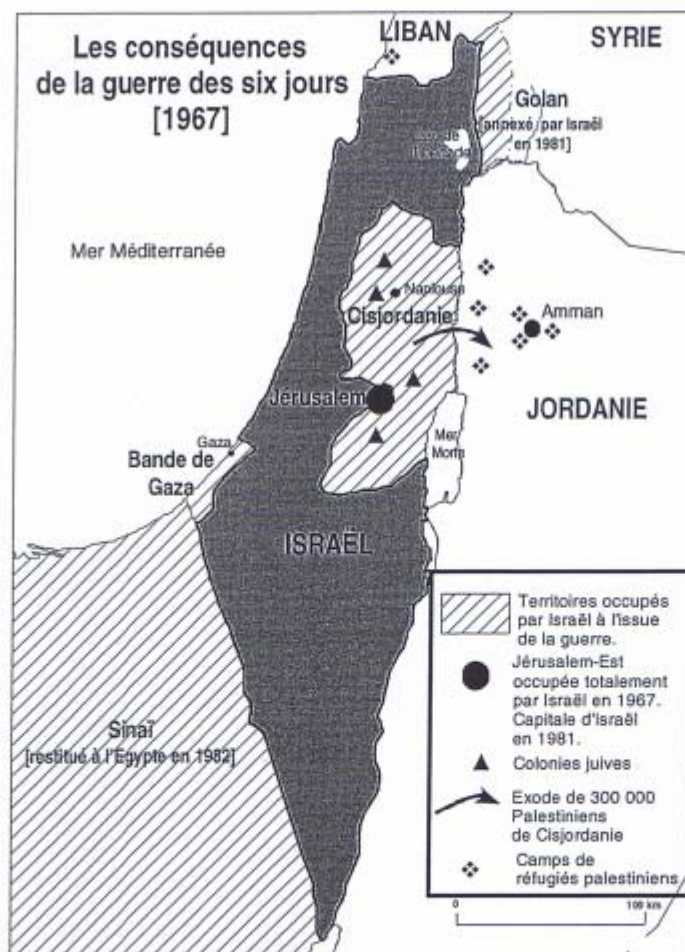 Les conséquences
de la guerre des six jours
[1967]
LIBAN
SYRIE
Golan
[annexé par Israël
en 1981]
Mer Méditerranée
Naplouse
Cisjordanie
Amman
Jérusalem
JORDANIE
Mer
Morte
Gaza
Bande de
Gaza
ISRAËL
Sinaï
[restitué à l'Egypte en 1982]
Territoires occupés
par Israël à l'issue
de la guerre.
Jérusalem-Est
occupée totalement
par Israël en 1967.
Capitale d'Israël
en 1981.
Colonies juives
Exode de 300 000
Palestiniens
de Cisjordanie
Camps de
réfugiés palestiniens
0 100 km